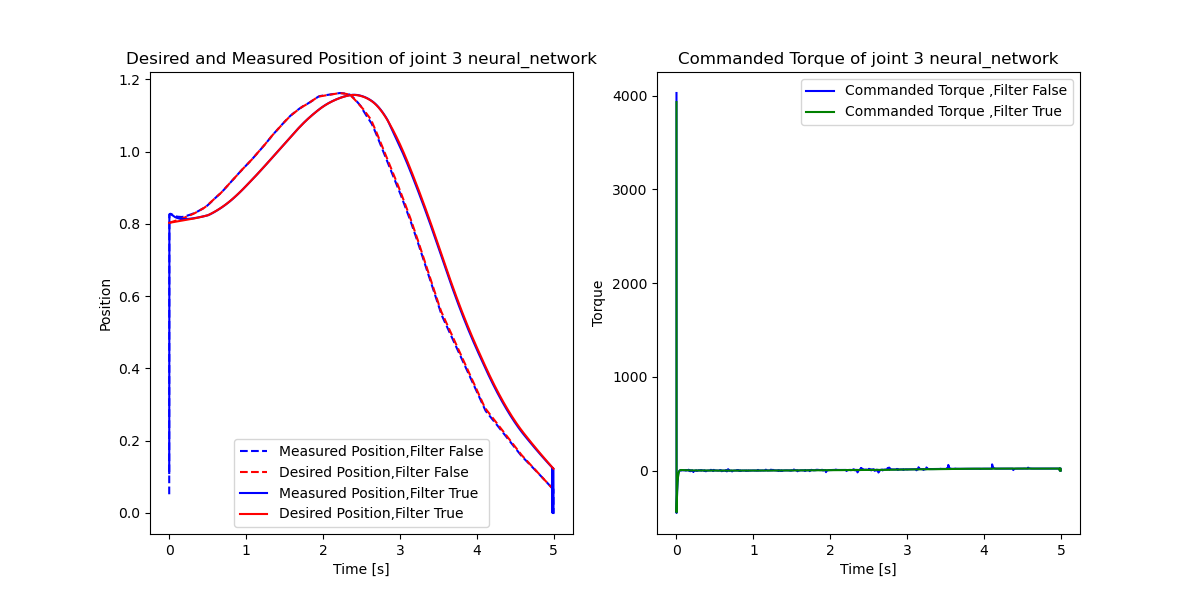 Desired and Measured Position of joint 3 neural_network
1.2
1.0
0.8
0.6
0.4
0.2
0.0
Position
Measured Position,Filter False
Desired Position,Filter False
Measured Position,Filter True
Desired Position,Filter True
0 1 2 3 4 5
Time [s]
Commanded Torque of joint 3 neural_network
4000
3000
2000
1000
0
Torque
Commanded Torque ,Filter False
Commanded Torque ,Filter True
0 1 2 3 4 5
Time [s]